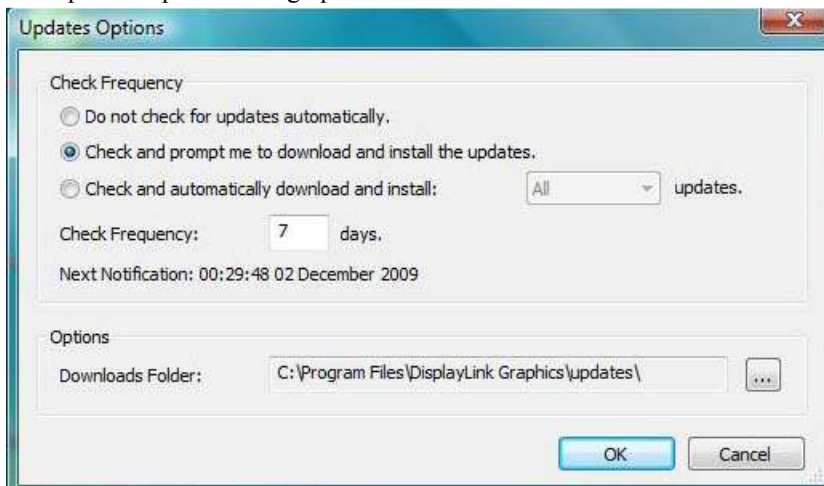 Updates Options
Check Frequency
Do not check for updates automatically.
Check and prompt me to download and install the updates.
Check and automatically download and install: All updates.
Check Frequency: 7 days.
Next Notification: 00:29:48 02 December 2009
Options
Downloads Folder: C:\Program Files\DisplayLink Graphics\updates\ ...
OK Cancel